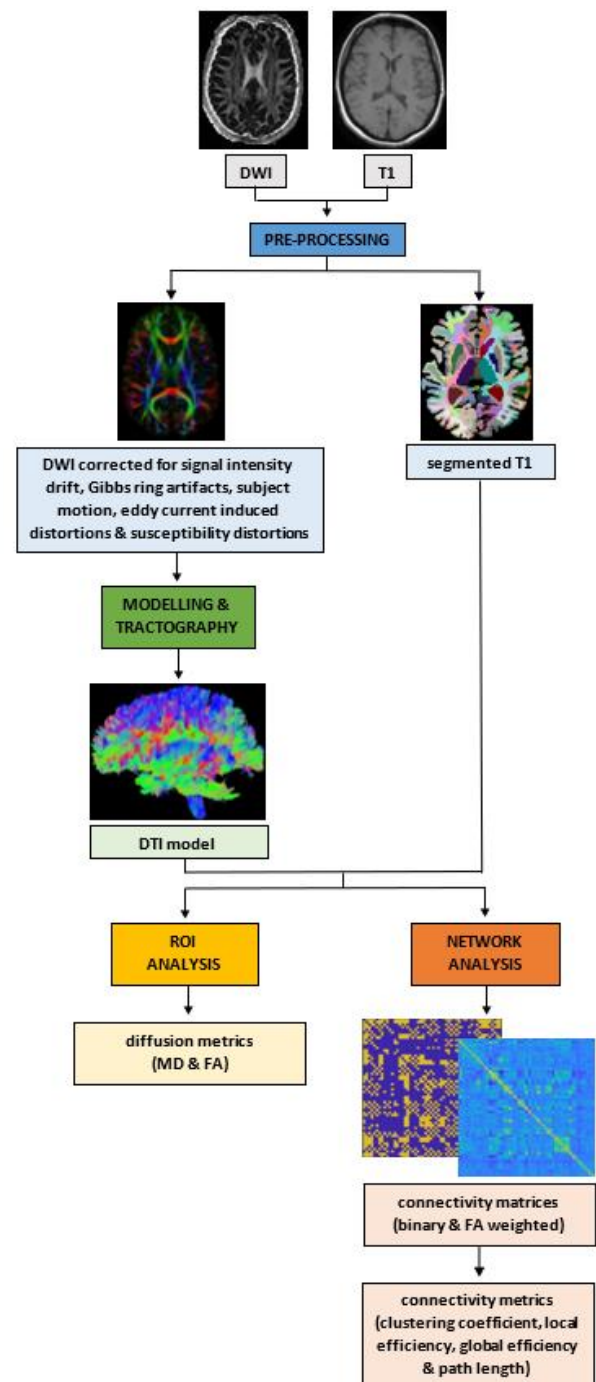 DWI
T1
PRE-PROCESSING
DWI corrected for signal intensity
drift, Gibbs ring artifacts, subject
motion, eddy current induced
distortions & susceptibility distortions
segmented T1
MODELLING &
TRACTOGRAPHY
DTI model
ROI
ANALYSIS
NETWORK
ANALYSIS
diffusion metrics
(MD & FA)
connectivity matrices
(binary & FA weighted)
connectivity metrics
(clustering coefficient, local
efficiency, global efficiency
& path length)